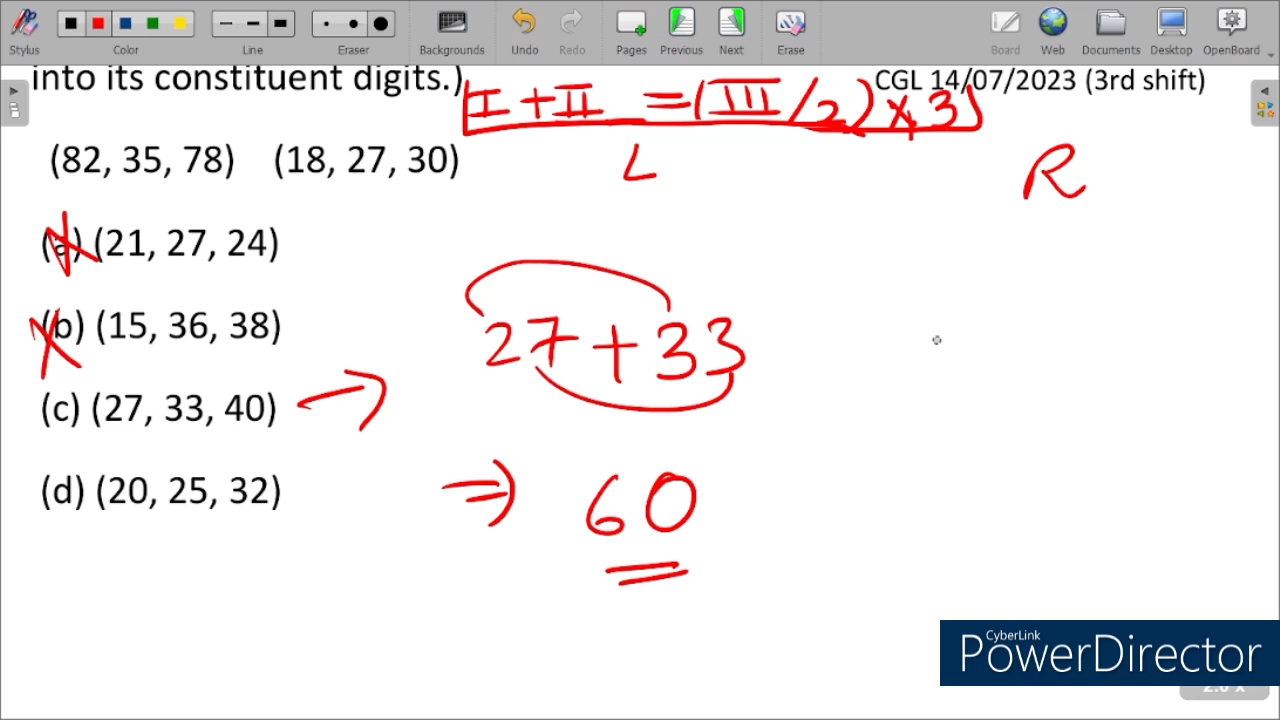 Stylus Color Line Eraser Backgrounds Undo Redo Pages Previous Next Erase Board Web Documents Desktop OpenBoard
into its constituent digits.) CGL 14/07/2023 (3rd shift)
I + II = (III / 2) × 3
(82, 35, 78) (18, 27, 30) L R
(a) (21, 27, 24)
(b) (15, 36, 38) 27 + 33
(c) (27, 33, 40)
(d) (20, 25, 32) ⇒ 60
CyberLink
PowerDirector
2.0 x